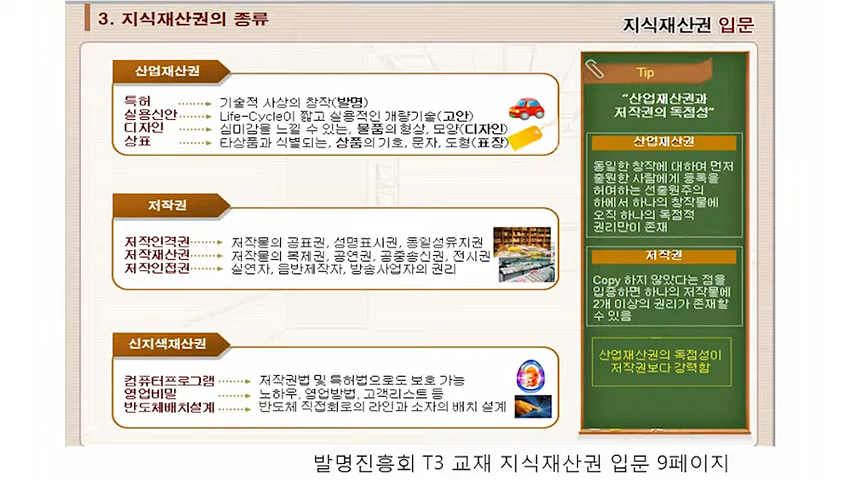 3. 지식재산권의 종류
지식재산권 입문
산업재산권
특허 기술적 사상의 창작(발명)
실용신안 Life-Cycle이 짧고 실용적인 개량기술(고안)
디자인 심미감을 느낄 수 있는, 물품의 형상, 모양(디자인)
상표 타상품과 식별되는, 상품의 기호, 문자, 도형(표장)
저작권
저작인격권 저작물의 공표권, 성명표시권, 동일성유지권
저작재산권 저작물의 복제권, 공연권, 공중송신권, 전시권
저작인접권 실연자, 음반제작자, 방송사업자의 권리
신지색재산권
컴퓨터프로그램 저작권법 및 특허법으로도 보호 가능
영업비밀 노하우, 영업방법, 고객리스트 등
반도체배치설계 반도체 직접회로의 라인과 소자의 배치 설계
Tip
“산업재산권과
저작권의 독점성”
산업재산권
동일한 창작에 대하여 먼저
출원한 사람에게 등록을
허여하는 선출원주의
하에서 하나의 창작물에
오직 하나의 독점적
권리만이 존재
저작권
Copy 하지 않았다는 점을
입증하면 하나의 저작물에
2개 이상의 권리가 존재할
수 있음
산업재산권의 독점성이
저작권보다 강력함
발명진흥회 T3 교재 지식재산권 입문 9페이지